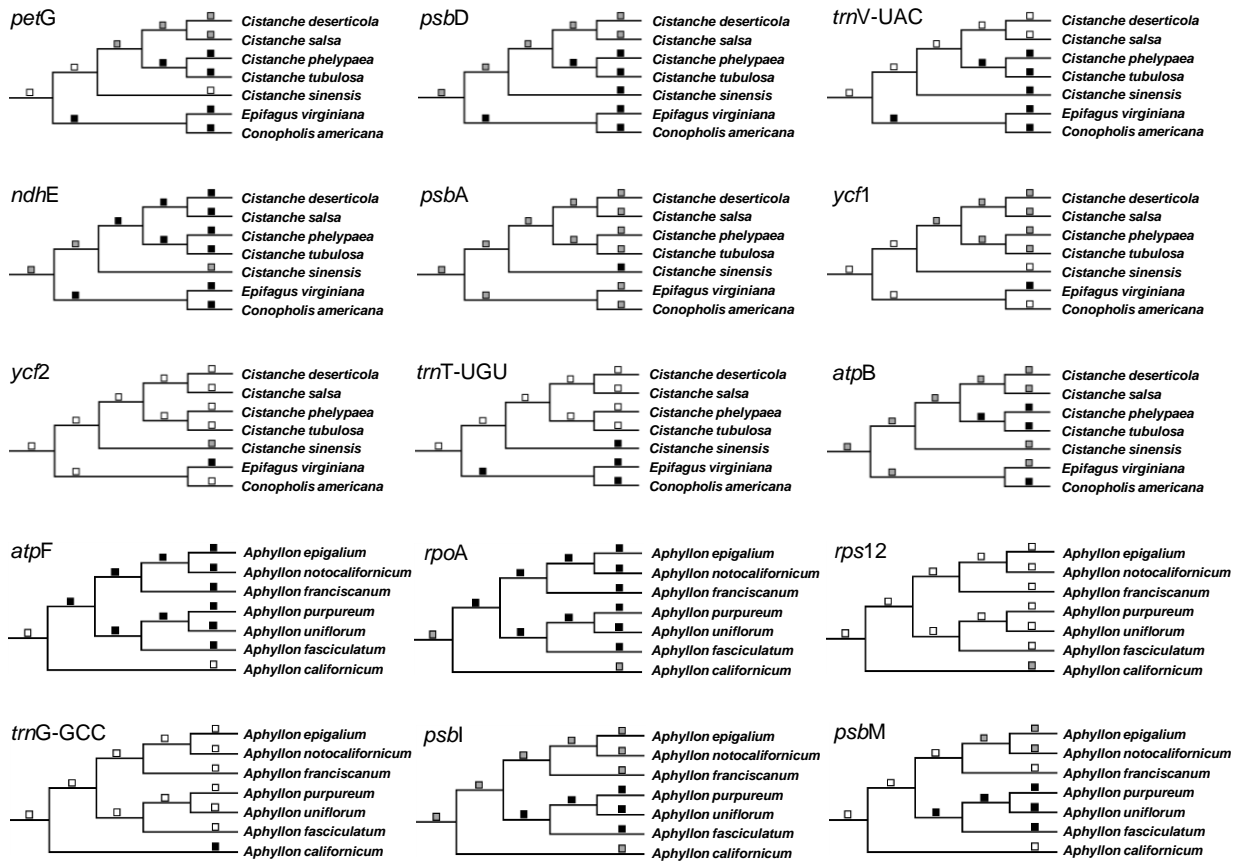 petG
Cistanche deserticola
Cistanche salsa
Cistanche phelypaea
Cistanche tubulosa
Cistanche sinensis
Epifagus virginiana
Conopholis americana
psbD
Cistanche deserticola
Cistanche salsa
Cistanche phelypaea
Cistanche tubulosa
Cistanche sinensis
Epifagus virginiana
Conopholis americana
trnV-UAC
Cistanche deserticola
Cistanche salsa
Cistanche phelypaea
Cistanche tubulosa
Cistanche sinensis
Epifagus virginiana
Conopholis americana
ndhE
Cistanche deserticola
Cistanche salsa
Cistanche phelypaea
Cistanche tubulosa
Cistanche sinensis
Epifagus virginiana
Conopholis americana
psbA
Cistanche deserticola
Cistanche salsa
Cistanche phelypaea
Cistanche tubulosa
Cistanche sinensis
Epifagus virginiana
Conopholis americana
ycf1
Cistanche deserticola
Cistanche salsa
Cistanche phelypaea
Cistanche tubulosa
Cistanche sinensis
Epifagus virginiana
Conopholis americana
ycf2
Cistanche deserticola
Cistanche salsa
Cistanche phelypaea
Cistanche tubulosa
Cistanche sinensis
Epifagus virginiana
Conopholis americana
trnT-UGU
Cistanche deserticola
Cistanche salsa
Cistanche phelypaea
Cistanche tubulosa
Cistanche sinensis
Epifagus virginiana
Conopholis americana
atpB
Cistanche deserticola
Cistanche salsa
Cistanche phelypaea
Cistanche tubulosa
Cistanche sinensis
Epifagus virginiana
Conopholis americana
atpF
Aphyllon epigalium
Aphyllon notocalifornicum
Aphyllon franciscanum
Aphyllon purpureum
Aphyllon uniflorum
Aphyllon fasciculatum
Aphyllon californicum
rpoA
Aphyllon epigalium
Aphyllon notocalifornicum
Aphyllon franciscanum
Aphyllon purpureum
Aphyllon uniflorum
Aphyllon fasciculatum
Aphyllon californicum
rps12
Aphyllon epigalium
Aphyllon notocalifornicum
Aphyllon franciscanum
Aphyllon purpureum
Aphyllon uniflorum
Aphyllon fasciculatum
Aphyllon californicum
trnG-GCC
Aphyllon epigalium
Aphyllon notocalifornicum
Aphyllon franciscanum
Aphyllon purpureum
Aphyllon uniflorum
Aphyllon fasciculatum
Aphyllon californicum
psbI
Aphyllon epigalium
Aphyllon notocalifornicum
Aphyllon franciscanum
Aphyllon purpureum
Aphyllon uniflorum
Aphyllon fasciculatum
Aphyllon californicum
psbM
Aphyllon epigalium
Aphyllon notocalifornicum
Aphyllon franciscanum
Aphyllon purpureum
Aphyllon uniflorum
Aphyllon fasciculatum
Aphyllon californicum